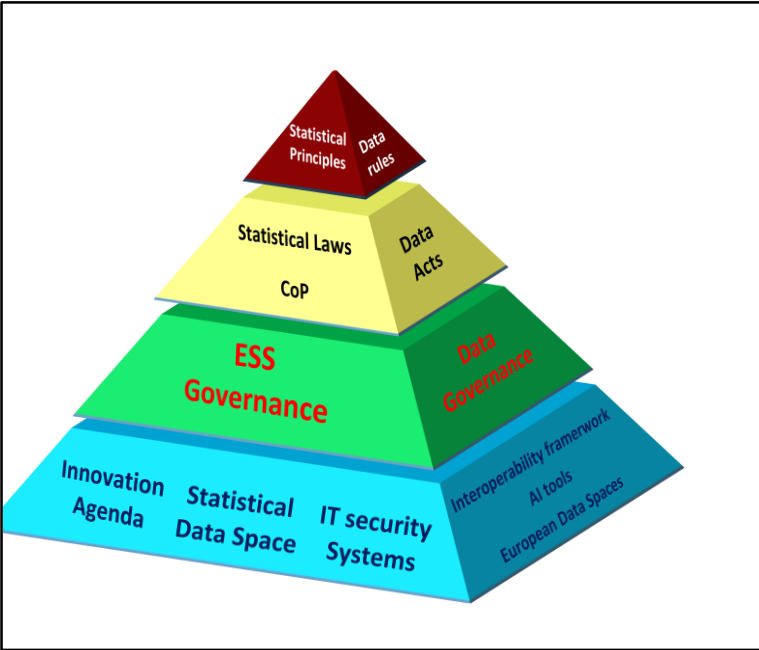 Statistical
Principles
Data
rules
Statistical Laws
CoP
Data
Acts
ESS
Governance
Data
Governance
Innovation
Agenda
Statistical
Data Space
IT security
Systems
Interoperability framerwork
AI tools
European Data Spaces